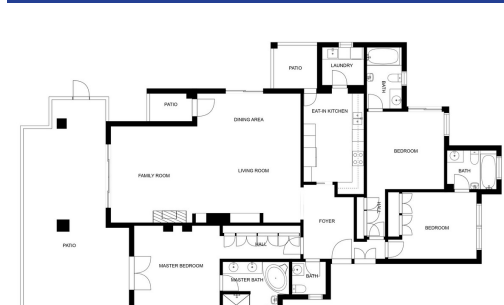 PATIO
LAUNDRY
BATH
PATIO
EAT-IN KITCHEN
DINING AREA
BEDROOM
FAMILY ROOM
LIVING ROOM
BATH
HALL
FOYER
BEDROOM
PATIO
HALL
MASTER BEDROOM
MASTER BATH
BATH